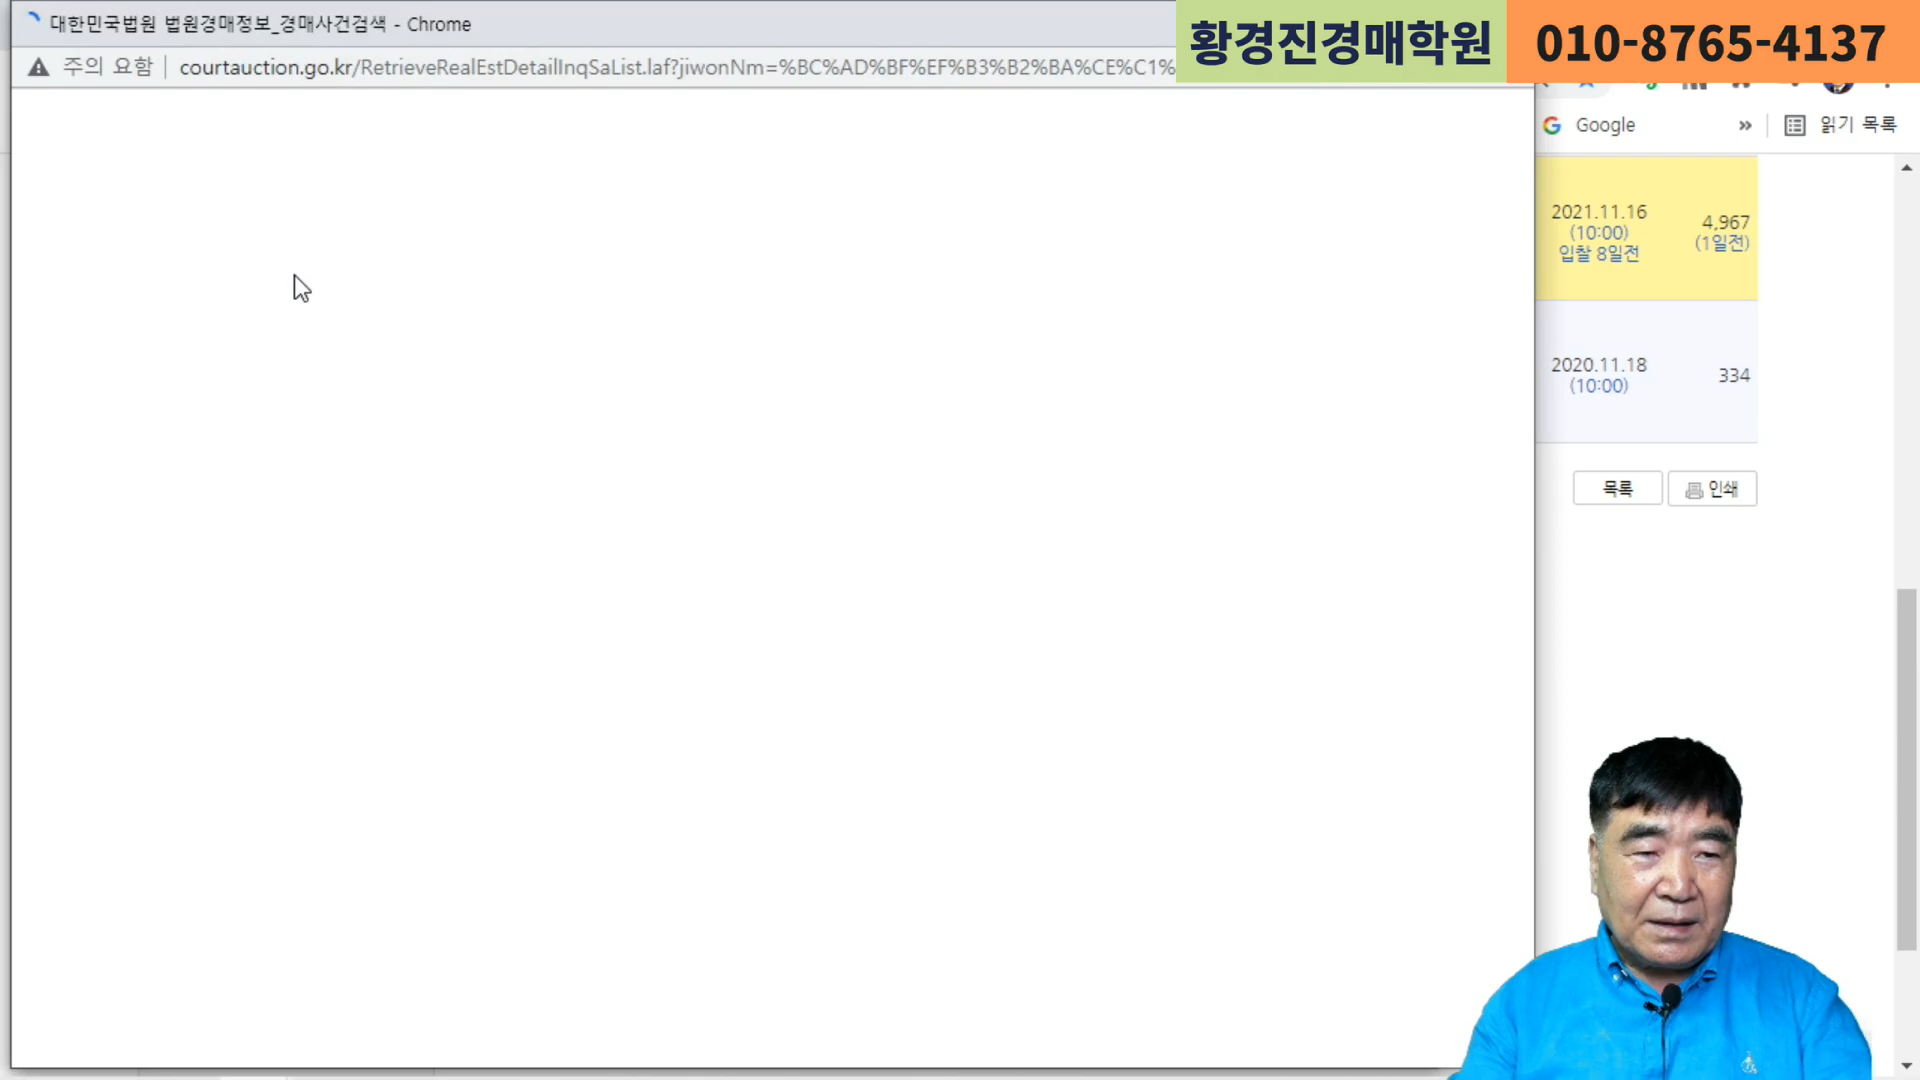 대한민국법원 법원경매정보_경매사건검색 - Chrome
황경진경매학원
010-8765-4137
주의 요함
courtauction.go.kr/RetrieveRealEstDetailInqSaList.laf?jiwonNm=%BC%AD%BF%EF%B3%B2%BA%CE%C1%
Google
»
읽기 목록
2021.11.16
(10:00)
입찰 8일전
4,967
(1일전)
2020.11.18
(10:00)
334
목록
인쇄